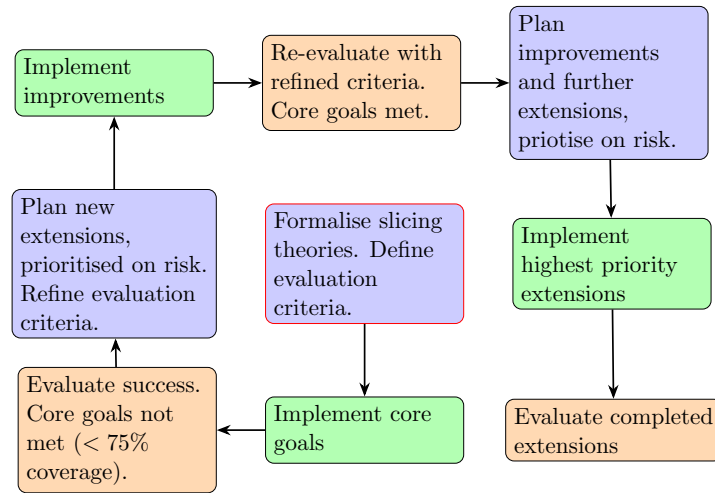 Implement
improvements
Re-evaluate with
refined criteria.
Core goals met.
Plan
improvements
and further
extensions,
priotise on risk.
Plan new
extensions,
prioritised on risk.
Refine evaluation
criteria.
Formalise slicing
theories. Define
evaluation
criteria.
Implement
highest priority
extensions
Evaluate success.
Core goals not
met (< 75%
coverage).
Implement core
goals
Evaluate completed
extensions